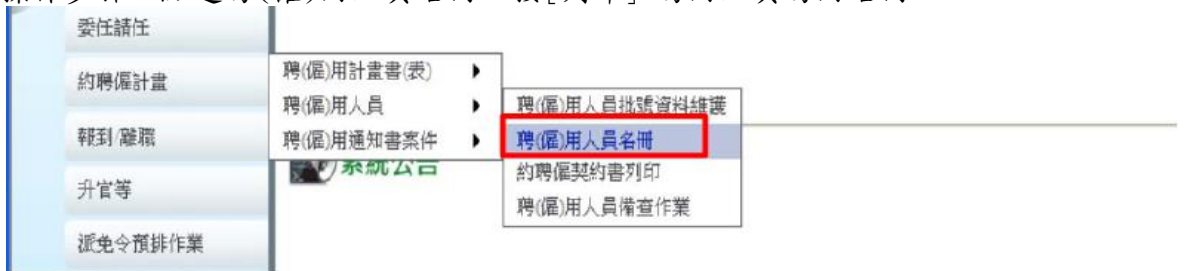 委任請任
約聘僱計畫
報到/離職
升官等
派免令預排作業
聘(僱)用計畫書(表)
聘(僱)用人員
聘(僱)用通知書案件
聘(僱)用人員批號資料維護
聘(僱)用人員名冊
約聘僱契約書列印
聘(僱)用人員備查作業
系統公告